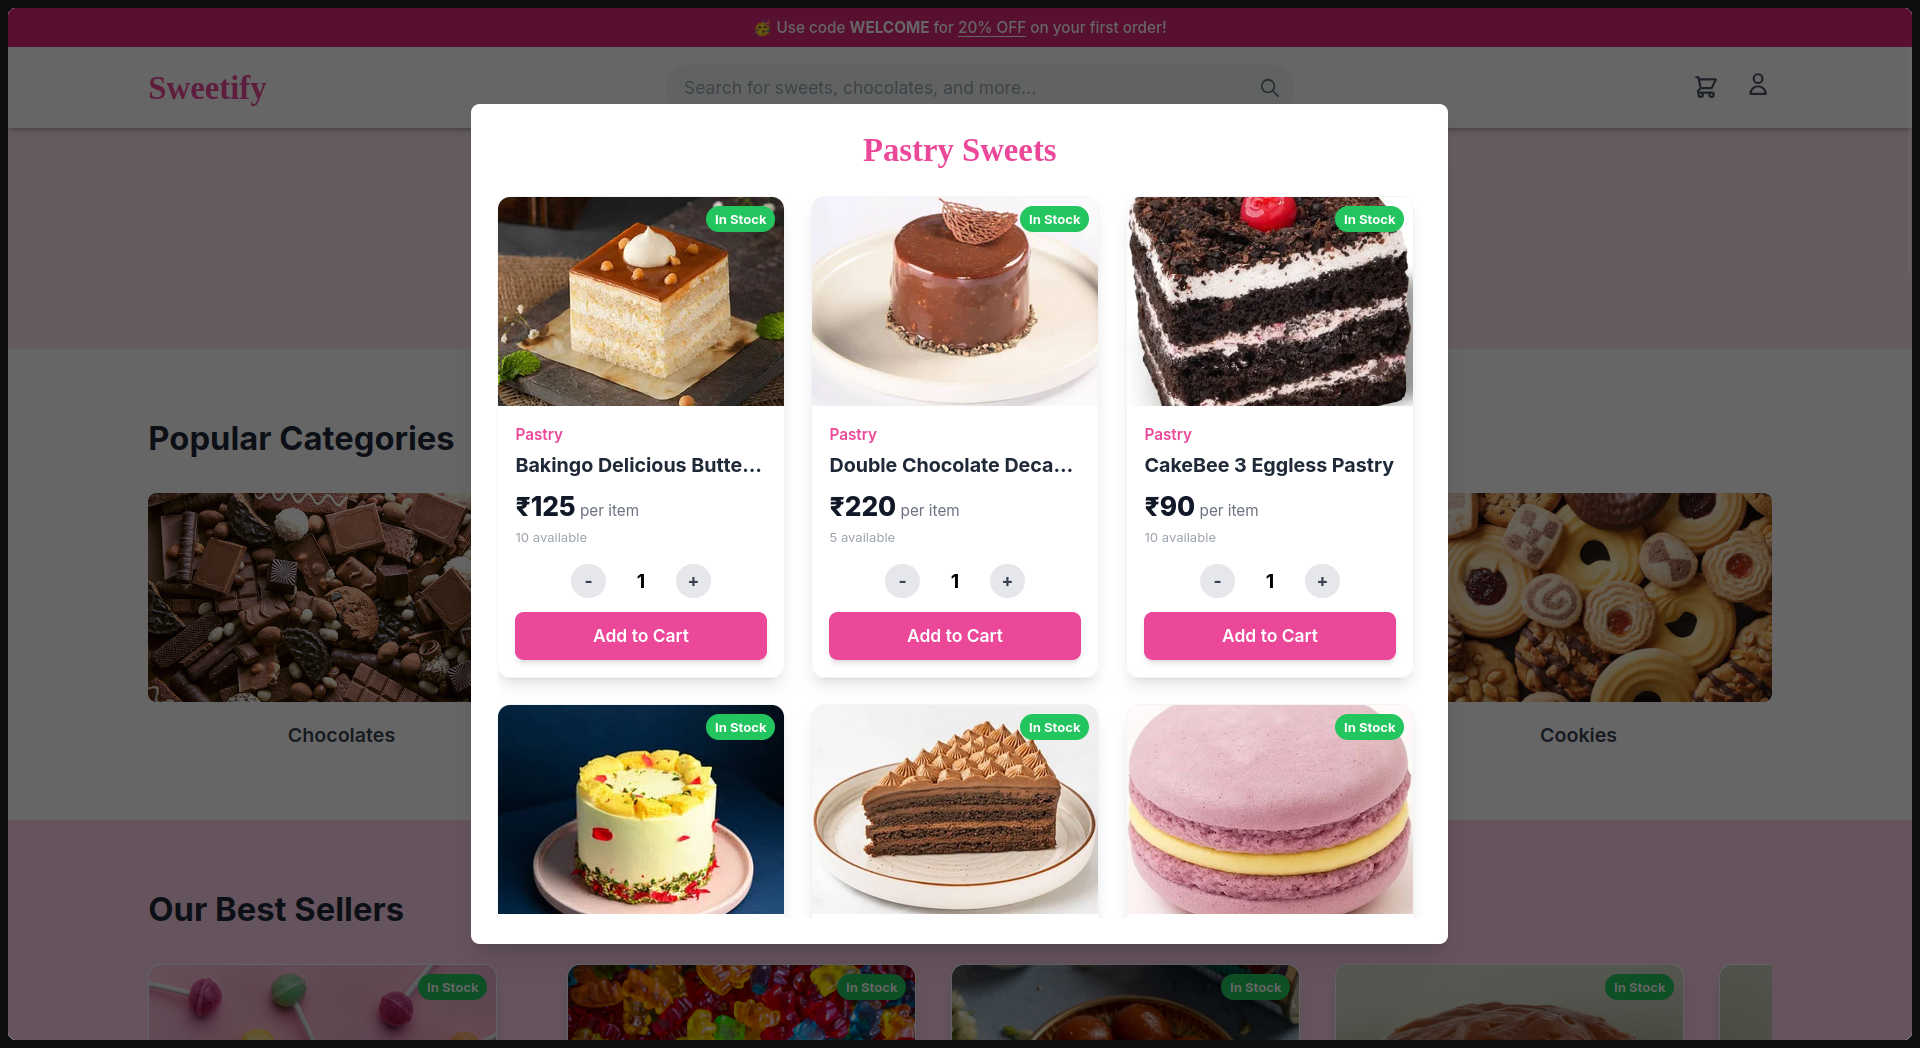 🥳 Use code WELCOME for 20% OFF on your first order!
Sweetify
Search for sweets, chocolates, and more...
Pastry Sweets
In Stock
In Stock
In Stock
Pastry
Pastry
Pastry
Bakingo Delicious Butte...
Double Chocolate Deca...
CakeBee 3 Eggless Pastry
₹125 per item
₹220 per item
₹90 per item
10 available
5 available
10 available
- 1 +
- 1 +
- 1 +
Add to Cart
Add to Cart
Add to Cart
In Stock
In Stock
In Stock
Popular Categories
Chocolates
Cookies
Our Best Sellers
In Stock
In Stock
In Stock
In Stock